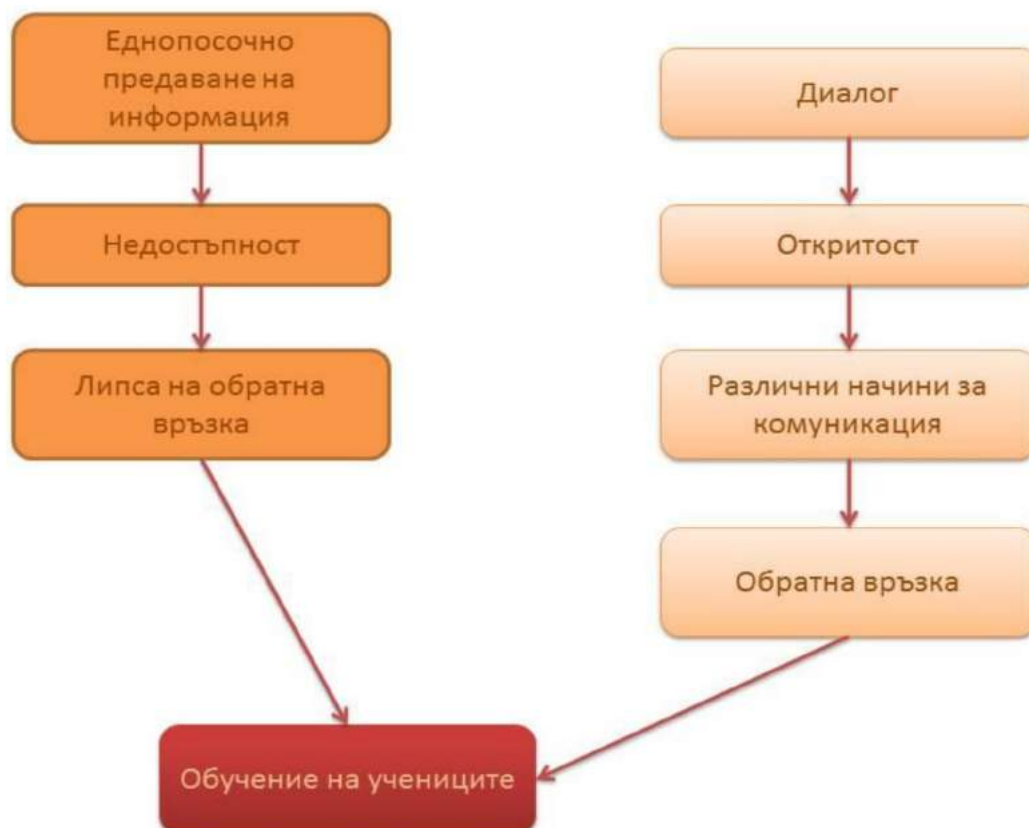 Еднопосочно
предаване на
информация
Недостъпност
Липса на обратна
връзка
Диалог
Откритост
Различни начини за
комуникация
Обратна връзка
Обучение на учениците